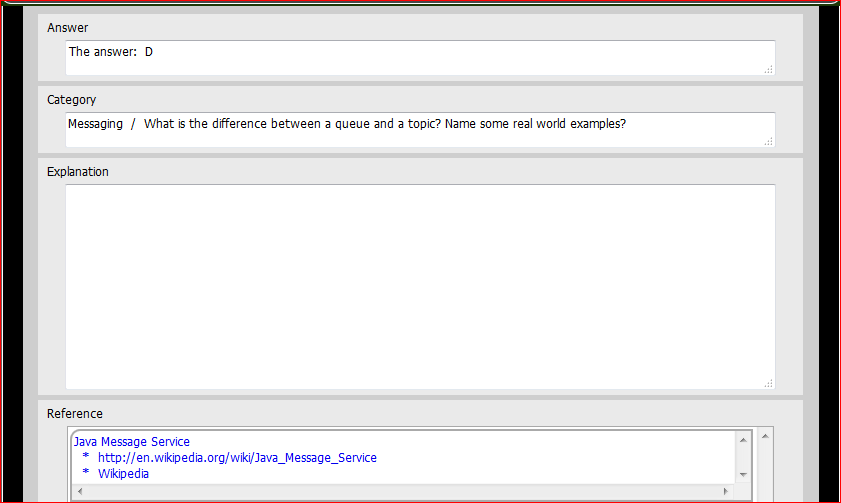 Answer
The answer:  D
Category
Messaging  /  What is the difference between a queue and a topic? Name some real world examples?
Explanation
Reference
Java Message Service
*  http://en.wikipedia.org/wiki/Java_Message_Service
*  Wikipedia